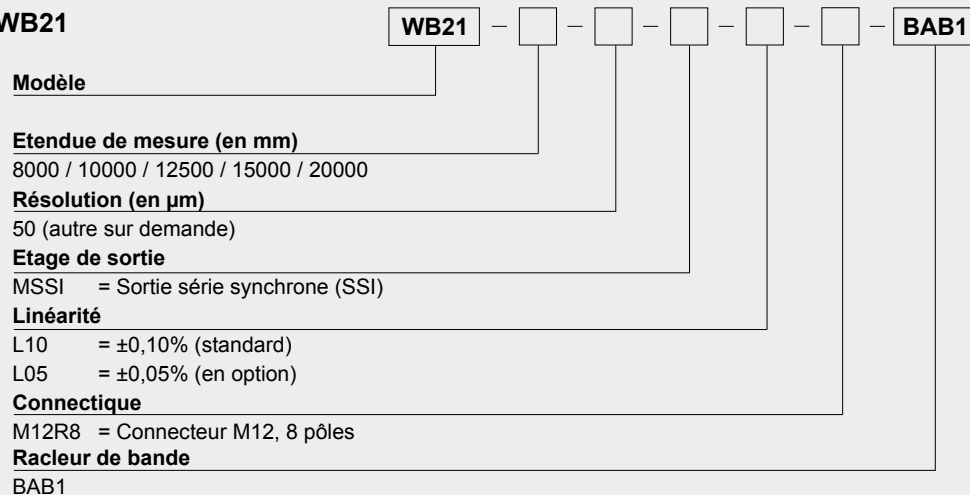 WB21
WB21 – – – – – – BAB1
Modèle
Etendue de mesure (en mm)
8000 / 10000 / 12500 / 15000 / 20000
Résolution (en µm)
50 (autre sur demande)
Etage de sortie
MSSI = Sortie série synchrone (SSI)
Linéarité
L10 = ±0,10% (standard)
L05 = ±0,05% (en option)
Connectique
M12R8 = Connecteur M12, 8 pôles
Racleur de bande
BAB1